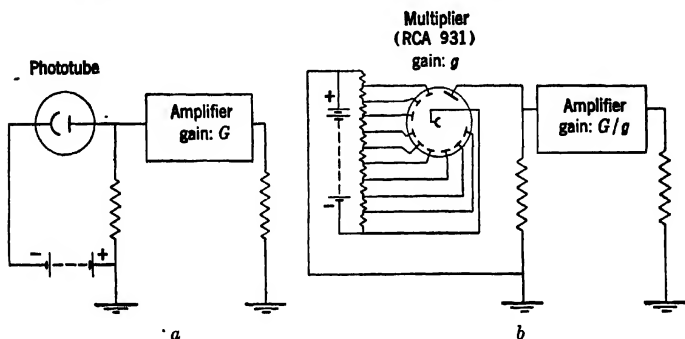 Phototube
Amplifier
gain: G
- +
a
Multiplier
(RCA 931)
gain: g
+
-
Amplifier
gain: G/g
b